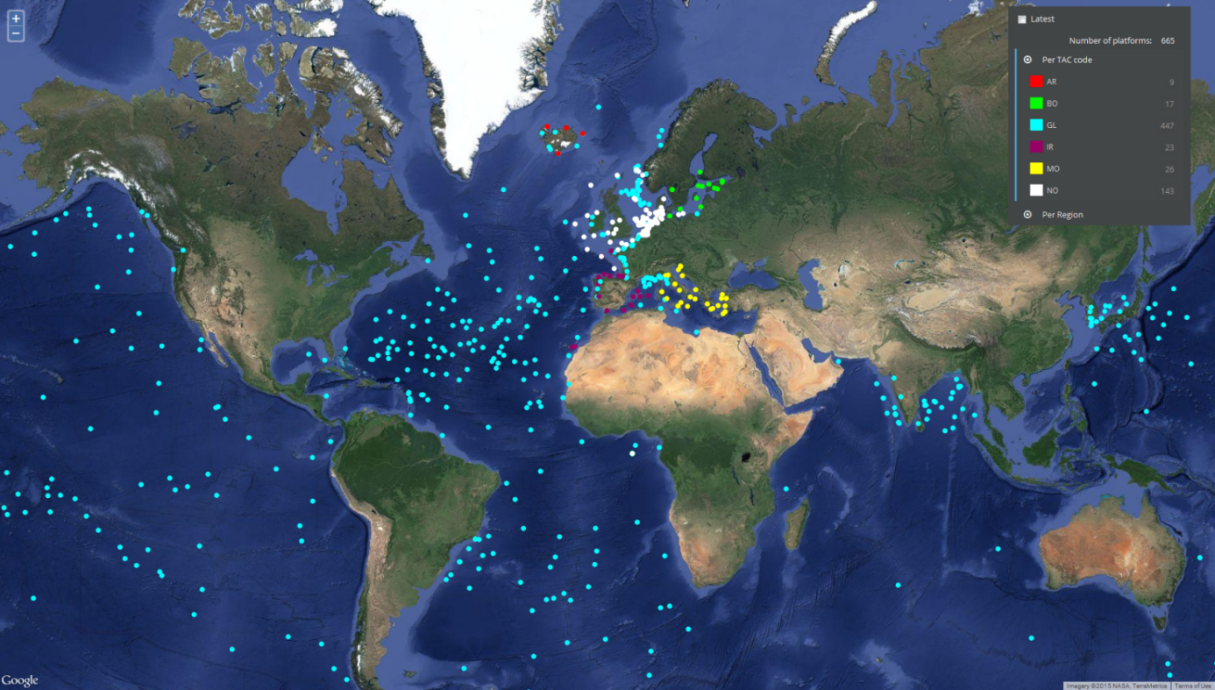 +
−
Latest
Number of platforms: 665
Per TAC code
AR 9
BO 17
GL 447
IR 23
MO 26
NO 143
Per Region
Google
Imagery ©2015 NASA, TerraMetrics Terms of Use